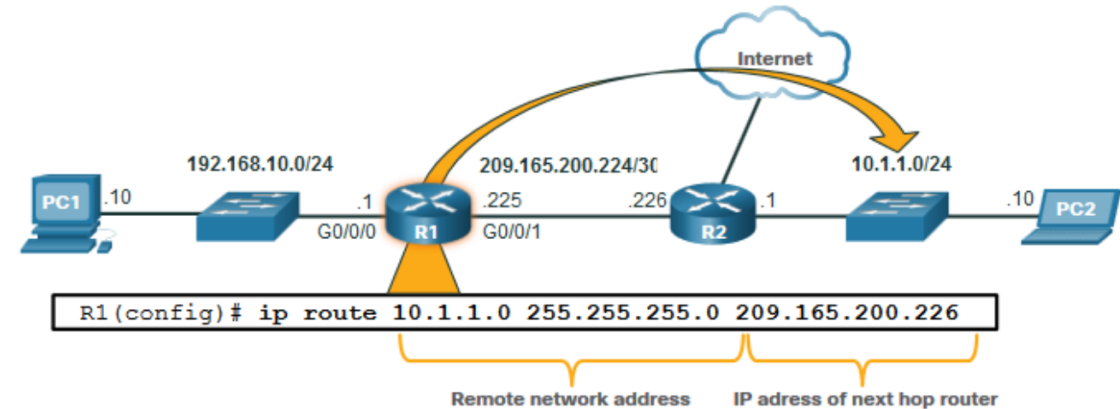 Internet
192.168.10.0/24
209.165.200.224/30
10.1.1.0/24
PC1
.10
.1
.225
.226
.1
.10
PC2
G0/0/0
R1
G0/0/1
R2
R1(config)# ip route 10.1.1.0 255.255.255.0 209.165.200.226
Remote network address
IP adress of next hop router